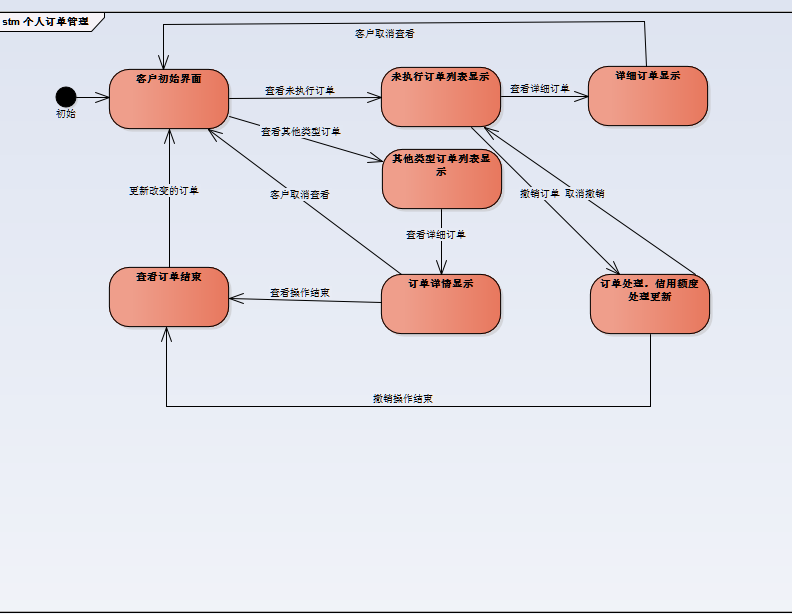 stm 个人订单管理
客户取消查看
客户初始界面
查看未执行订单
未执行订单列表显示
查看详细订单
详细订单显示
初始
查看其他类型订单
其他类型订单列表显
示
更新改变的订单
客户取消查看
撤销订单
取消撤销
查看详细订单
查看订单结束
查看操作结束
订单详情显示
订单处理，信用额度
处理更新
撤销操作结束